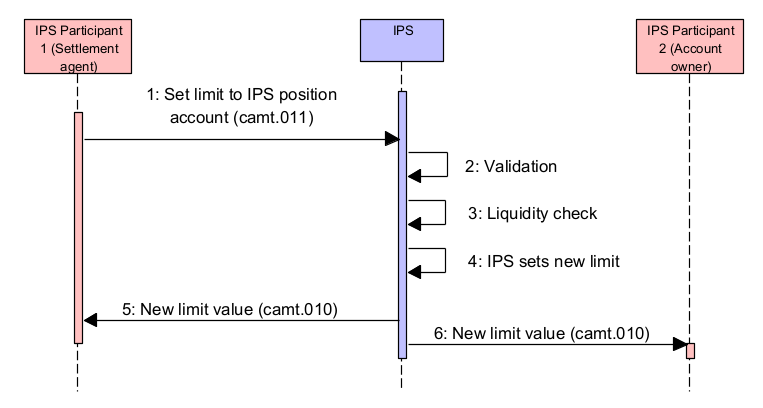 IPS Participant
1 (Settlement
agent)
IPS
IPS Participant
2 (Account
owner)
1: Set limit to IPS position
account (camt.011)
2: Validation
3: Liquidity check
4: IPS sets new limit
5: New limit value (camt.010)
6: New limit value (camt.010)